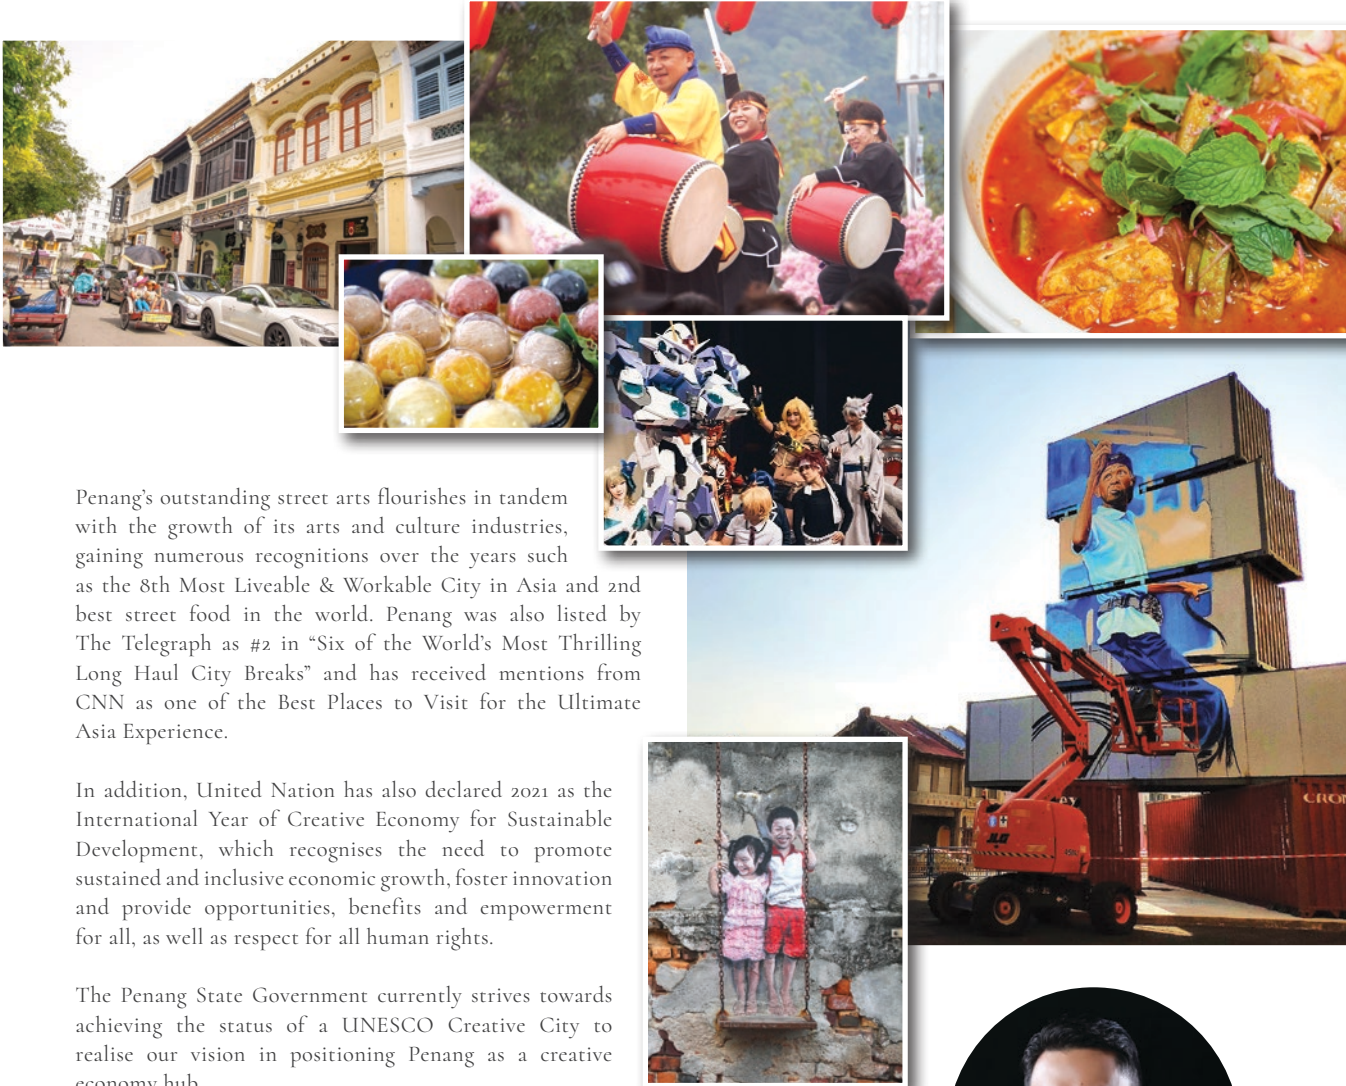 Penang’s outstanding street arts flourishes in tandem
with the growth of its arts and culture industries,
gaining numerous recognitions over the years such
as the 8th Most Liveable & Workable City in Asia and 2nd
best street food in the world. Penang was also listed by
The Telegraph as #2 in “Six of the World’s Most Thrilling
Long Haul City Breaks” and has received mentions from
CNN as one of the Best Places to Visit for the Ultimate
Asia Experience.
In addition, United Nation has also declared 2021 as the
International Year of Creative Economy for Sustainable
Development, which recognises the need to promote
sustained and inclusive economic growth, foster innovation
and provide opportunities, benefits and empowerment
for all, as well as respect for all human rights.
The Penang State Government currently strives towards
achieving the status of a UNESCO Creative City to
realise our vision in positioning Penang as a creative
economy hub
JLG